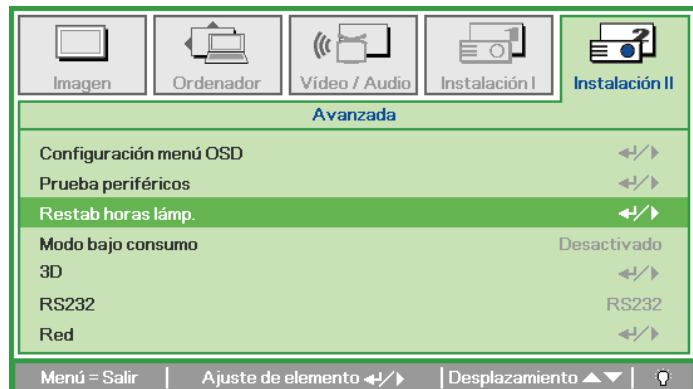 Imagen Ordenador Vídeo / Audio Instalación I Instalación II
Avanzada
Configuración menú OSD
Prueba periféricos
Restab horas lámp.
Modo bajo consumo Desactivado
3D
RS232 RS232
Red
Menú = Salir Ajuste de elemento / Desplazamiento